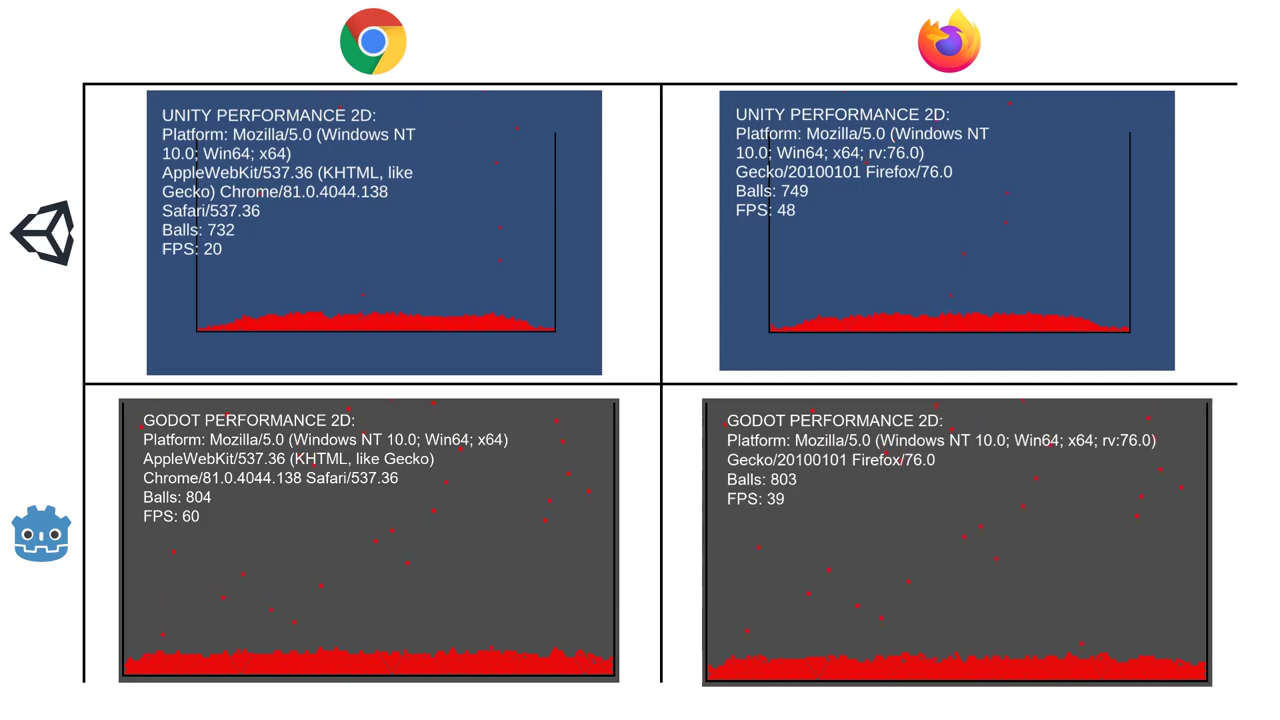 UNITY PERFORMANCE 2D:
Platform: Mozilla/5.0 (Windows NT
10.0; Win64; x64)
AppleWebKit/537.36 (KHTML, like
Gecko) Chrome/81.0.4044.138
Safari/537.36
Balls: 732
FPS: 20
UNITY PERFORMANCE 2D:
Platform: Mozilla/5.0 (Windows NT
10.0; Win64; x64; rv:76.0)
Gecko/20100101 Firefox/76.0
Balls: 749
FPS: 48
GODOT PERFORMANCE 2D:
Platform: Mozilla/5.0 (Windows NT 10.0; Win64; x64)
AppleWebKit/537.36 (KHTML, like Gecko)
Chrome/81.0.4044.138 Safari/537.36
Balls: 804
FPS: 60
GODOT PERFORMANCE 2D:
Platform: Mozilla/5.0 (Windows NT 10.0; Win64; x64; rv:76.0)
Gecko/20100101 Firefox/76.0
Balls: 803
FPS: 39